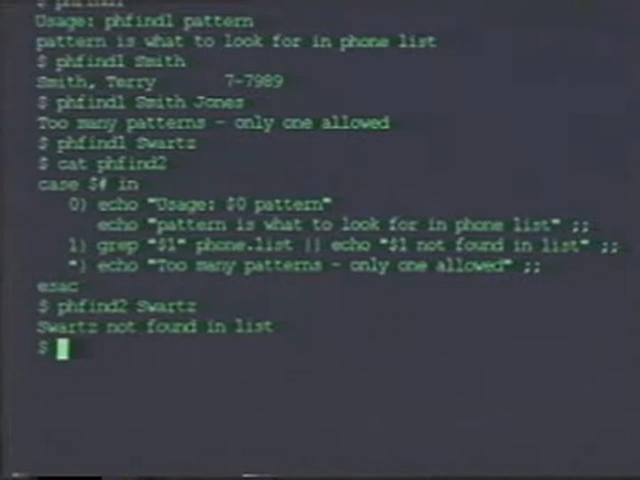 $ phfind1
Usage: phfind1 pattern
pattern is what to look for in phone list
$ phfind1 Smith
Smith, Terry 7-7989
$ phfind1 Smith Jones
Too many patterns - only one allowed
$ phfind1 Swartz
$ cat phfind2
case $# in
0) echo "Usage: $0 pattern"
echo "pattern is what to look for in phone list" ;;
1) grep "$1" phone.list || echo "$1 not found in list" ;;
*) echo "Too many patterns - only one allowed" ;;
esac
$ phfind2 Swartz
Swartz not found in list
$